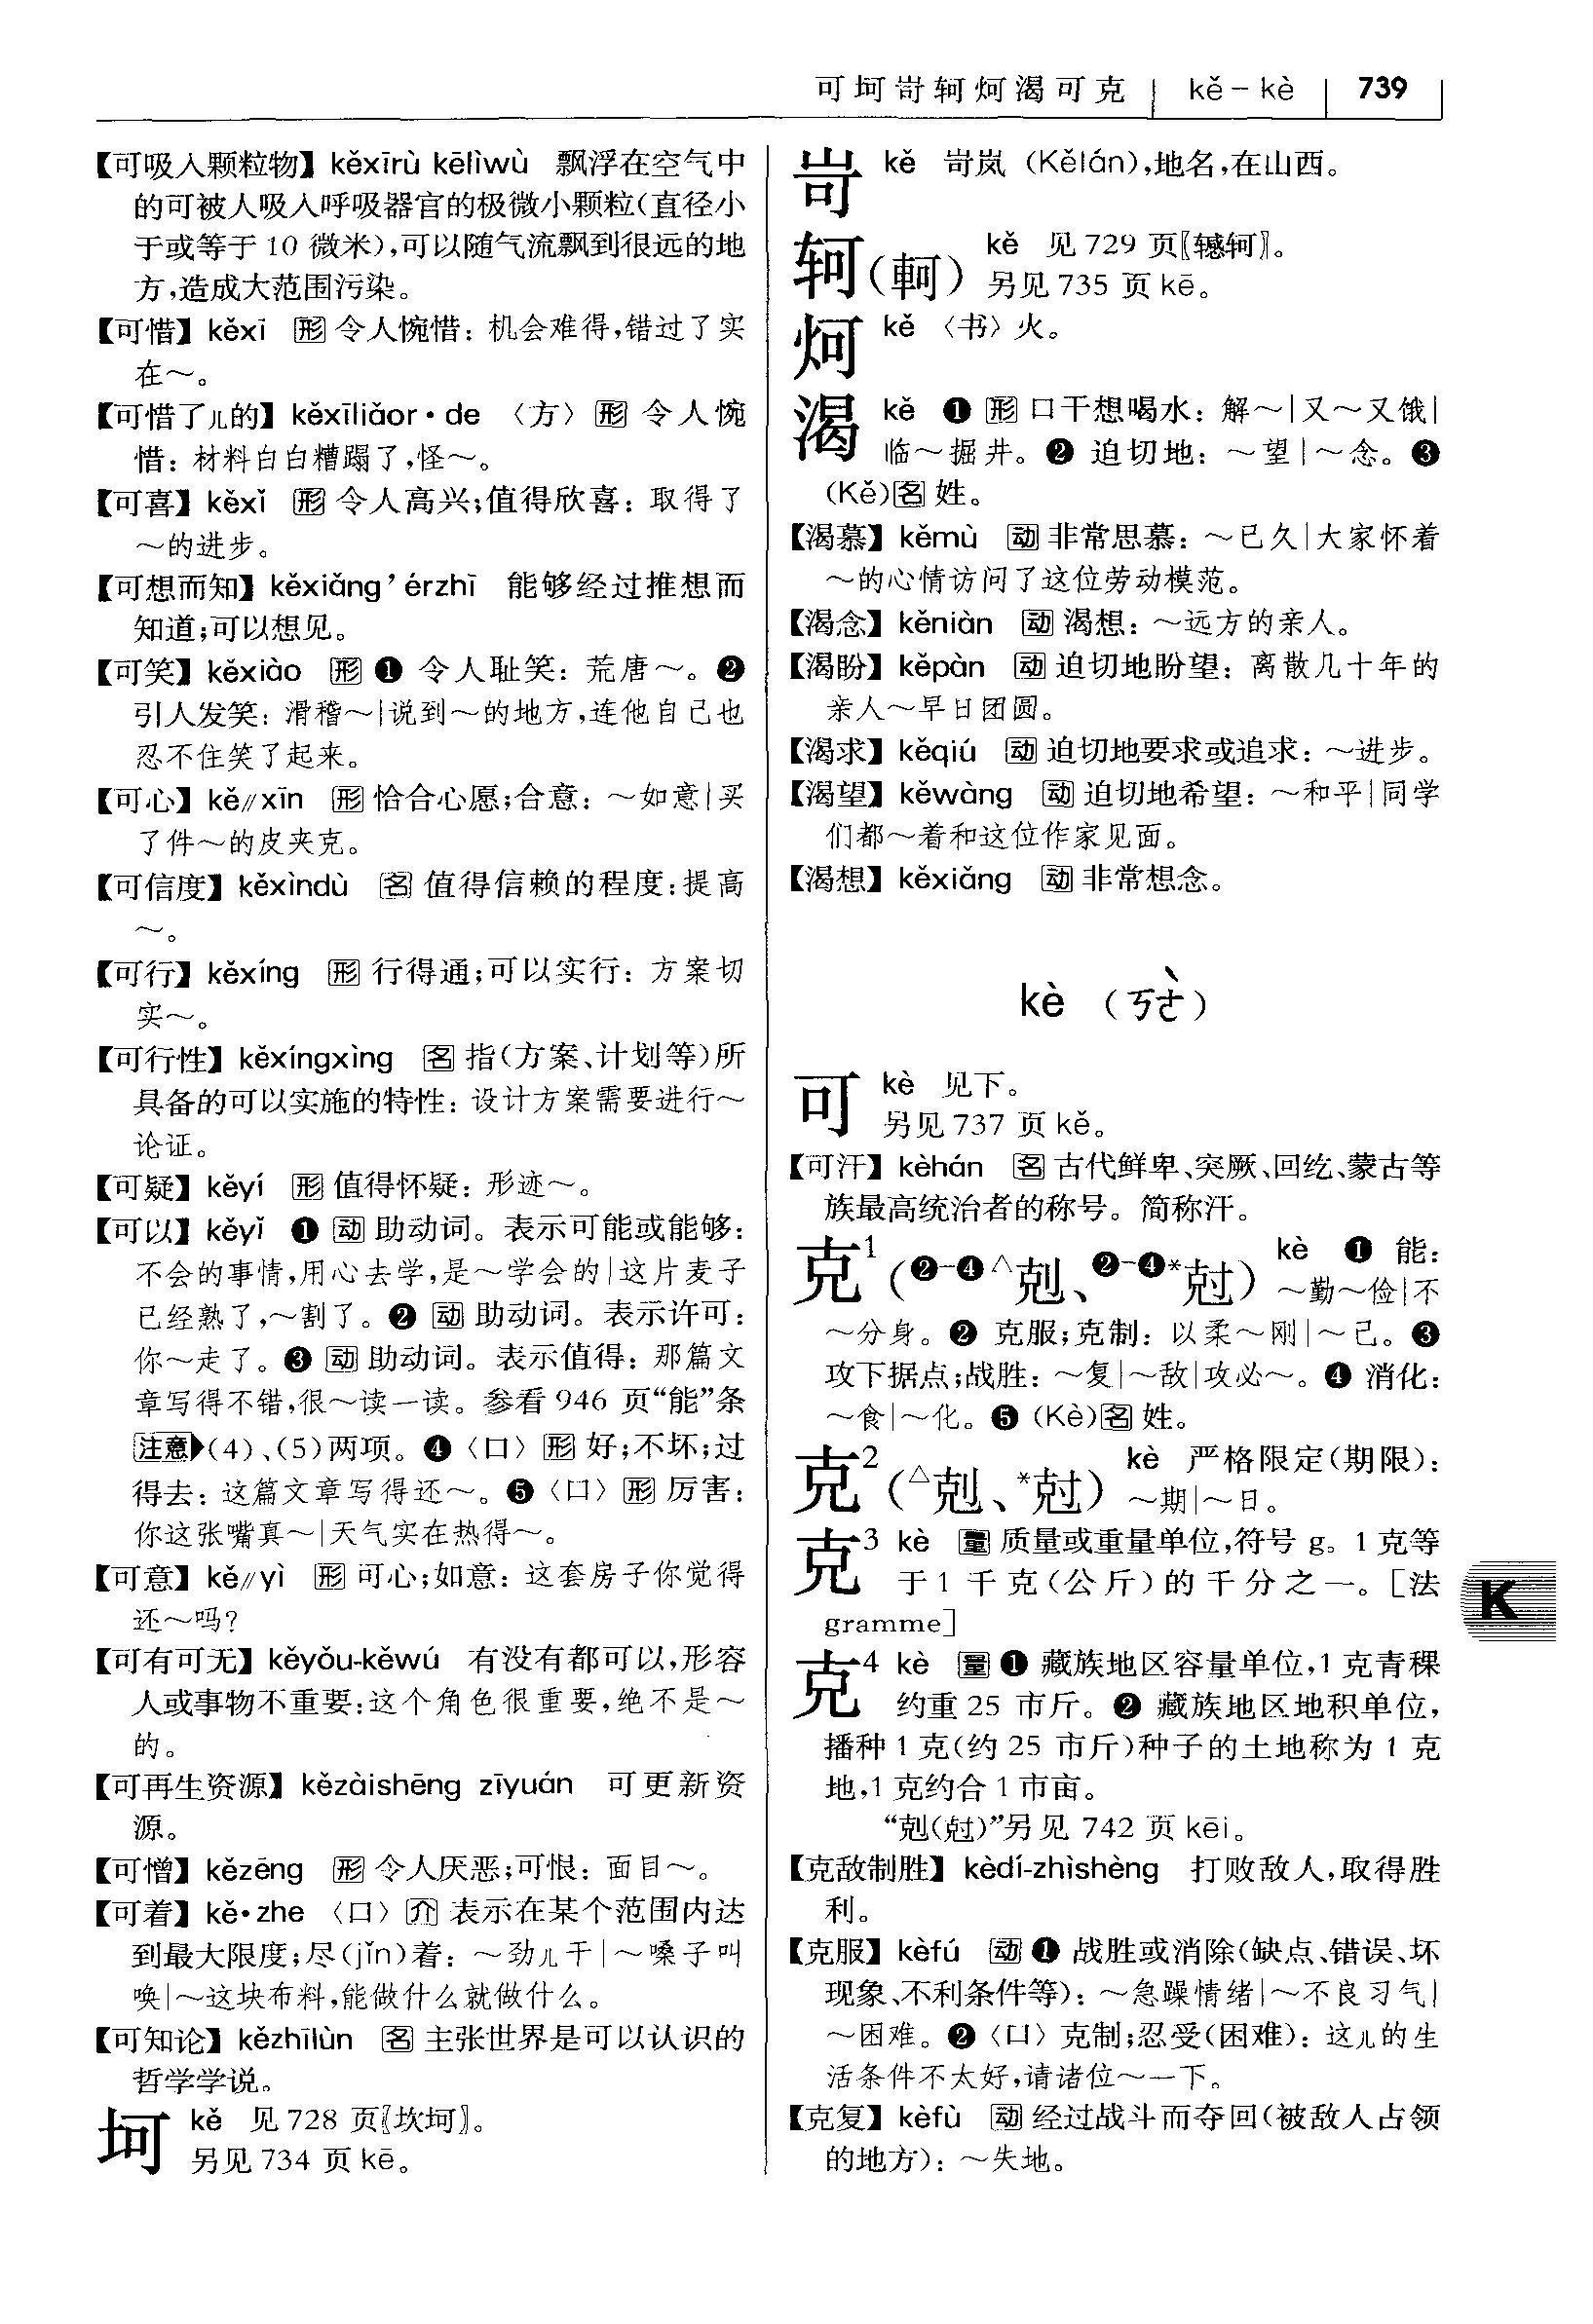 可坷岢轲炣渴可克 kě－kè 739
【可吸入颗粒物】kěxīrù kēlìwù 飘浮在空气中
的可被人吸入呼吸器官的极微小颗粒(直径小
于或等于 10 微米),可以随气流飘到很远的地
方,造成大范围污染。
【可惜】kěxī 形 令人惋惜：机会难得,错过了实
在～。
【可惜了儿的】kěxīliǎor·de 〈方〉形 令人惋
惜：材料白白糟蹋了,怪～。
【可喜】kěxǐ 形 令人高兴;值得欣喜：取得了
～的进步。
【可想而知】kěxiǎng’érzhī 能够经过推想而
知道;可以想见。
【可笑】kěxiào 形 ❶ 令人耻笑：荒唐～。❷
引人发笑：滑稽～|说到～的地方,连他自己也
忍不住笑了起来。
【可心】kě∥xīn 形 恰合心愿;合意：～如意|买
了件～的皮夹克。
【可信度】kěxìndù 名 值得信赖的程度：提高
～。
【可行】kěxíng 形 行得通;可以实行：方案切
实～。
【可行性】kěxíngxìng 名 指(方案、计划等)所
具备的可以实施的特性：设计方案需要进行～
论证。
【可疑】kěyí 形 值得怀疑：形迹～。
【可以】kěyǐ ❶ 动 助动词。表示可能或能够：
不会的事情,用心去学,是～学会的|这片麦子
已经熟了,～割了。❷ 动 助动词。表示许可：
你～走了。❸ 动 助动词。表示值得：那篇文
章写得不错,很～读一读。参看 946 页“能”条
注意(4)、(5)两项。❹〈口〉形 好;不坏;过
得去：这篇文章写得还～。❺〈口〉形 厉害：
你这张嘴真～|天气实在热得～。
【可意】kě∥yì 形 可心;如意：这套房子你觉得
还～吗?
【可有可无】kěyǒu-kěwú 有没有都可以,形容
人或事物不重要：这个角色很重要,绝不是～
的。
【可再生资源】kězàishēng zīyuán 可更新资
源。
【可憎】kězēng 形 令人厌恶;可恨：面目～。
【可着】kě·zhe 〈口〉介 表示在某个范围内达
到最大限度;尽(jǐn)着：～劲儿干|～嗓子叫
唤|～这块布料,能做什么就做什么。
【可知论】kězhīlùn 名 主张世界是可以认识的
哲学学说。
坷 kě 见 728 页〖坎坷〗。
另见 734 页 kē。
岢 kě 岢岚 (Kělán),地名,在山西。
轲(軻) kě 见 729 页〖轗轲〗。
另见 735 页 kē。
炣 kě 〈书〉火。
渴 kě ❶ 形 口干想喝水：解～|又～又饿|
临～掘井。❷ 迫切地：～望|～念。❸
(Kě)名 姓。
【渴慕】kěmù 动 非常思慕：～已久|大家怀着
～的心情访问了这位劳动模范。
【渴念】kěniàn 动 渴想：～远方的亲人。
【渴盼】kěpàn 动 迫切地盼望：离散几十年的
亲人～早日团圆。
【渴求】kěqiú 动 迫切地要求或追求：～进步。
【渴望】kěwàng 动 迫切地希望：～和平|同学
们都～着和这位作家见面。
【渴想】kěxiǎng 动 非常想念。
kè (ㄎㄜˋ)
可 kè 见下。
另见 737 页 kě。
【可汗】kèhán 名 古代鲜卑、突厥、回纥、蒙古等
族最高统治者的称号。简称汗。
克1(❷-❹△剋、❷-❹*尅) kè ❶ 能：
～勤～俭|不
～分身。❷ 克服;克制：以柔～刚|～己。❸
攻下据点;战胜：～复|～敌|攻必～。❹ 消化：
～食|～化。❺ (Kè)名 姓。
克2(△剋、*尅) kè 严格限定(期限)：
～期|～日。
克3 kè 量 质量或重量单位,符号 g。1 克等
于 1 千克(公斤)的千分之一。[法
gramme]
克4 kè 量 ❶ 藏族地区容量单位,1 克青稞
约重 25 市斤。❷ 藏族地区地积单位,
播种 1 克(约 25 市斤)种子的土地称为 1 克
地,1 克约合 1 市亩。
“剋(尅)”另见 742 页 kēi。
【克敌制胜】kèdí-zhìshèng 打败敌人,取得胜
利。
【克服】kèfú 动 ❶ 战胜或消除(缺点、错误、坏
现象、不利条件等)：～急躁情绪|～不良习气|
～困难。❷〈口〉克制;忍受(困难)：这儿的生
活条件不太好,请诸位～一下。
【克复】kèfù 动 经过战斗而夺回(被敌人占领
的地方)：～失地。
K